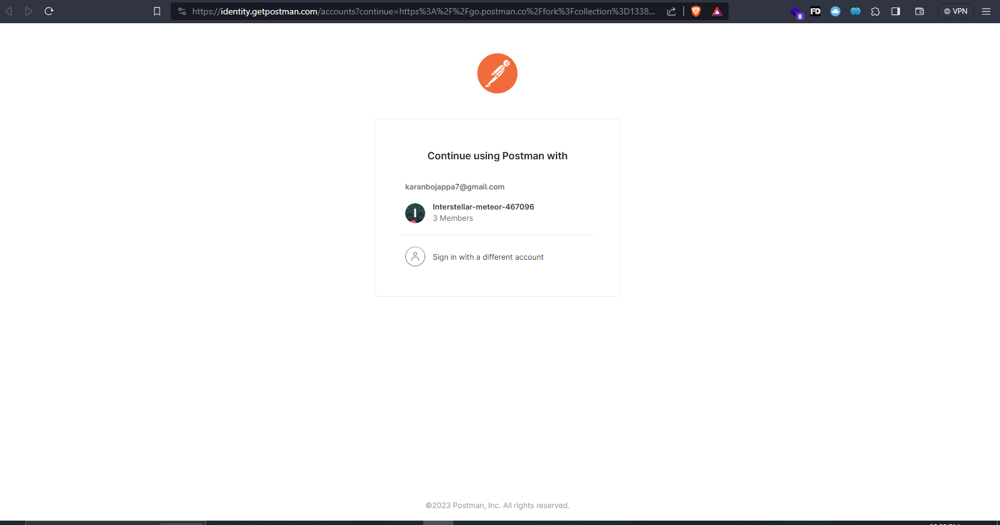 https://identity.getpostman.com/accounts?continue=https%3A%2F%2Fgo.postman.co%2Ffork%3Fcollection%3D1338...
8
FD
VPN
Continue using Postman with
karanbojappa7@gmail.com
Interstellar-meteor-467096
3 Members
Sign in with a different account
©2023 Postman, Inc. All rights reserved.